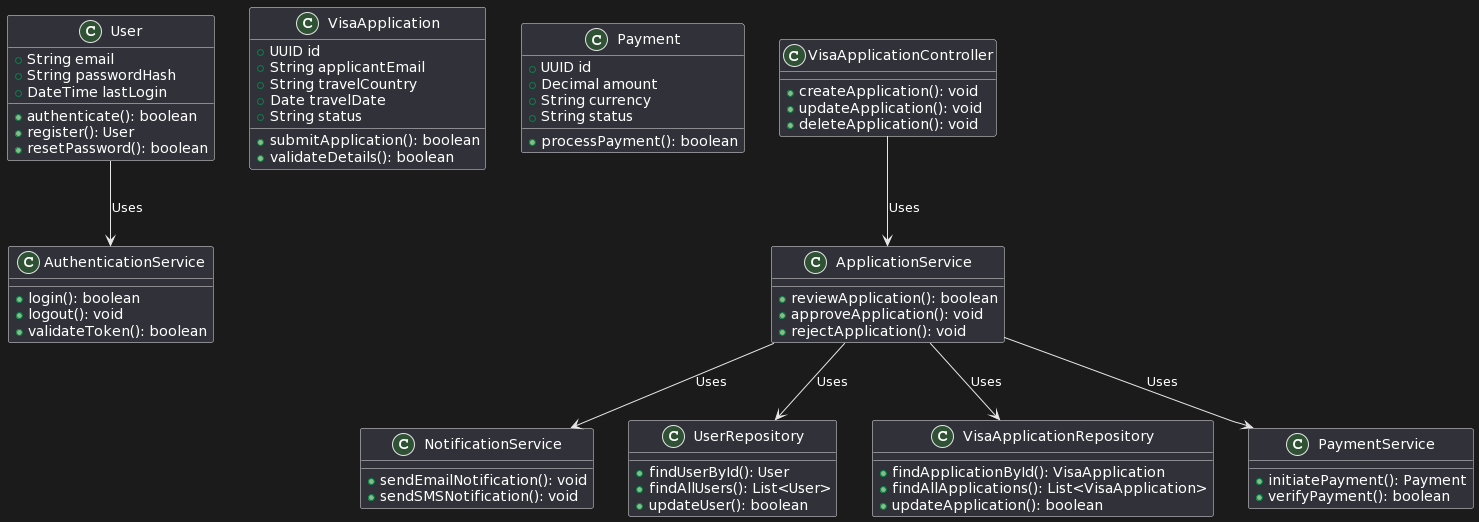 C User
String email
String passwordHash
DateTime lastLogin
authenticate(): boolean
register(): User
resetPassword(): boolean
C VisaApplication
UUID id
String applicantEmail
String travelCountry
Date travelDate
String status
submitApplication(): boolean
validateDetails(): boolean
C Payment
UUID id
Decimal amount
String currency
String status
processPayment(): boolean
C VisaApplicationController
createApplication(): void
updateApplication(): void
deleteApplication(): void
Uses
Uses
C AuthenticationService
login(): boolean
logout(): void
validateToken(): boolean
C ApplicationService
reviewApplication(): boolean
approveApplication(): void
rejectApplication(): void
Uses
Uses
Uses
Uses
C NotificationService
sendEmailNotification(): void
sendSMSNotification(): void
C UserRepository
findUserById(): User
findAllUsers(): List<User>
updateUser(): boolean
C VisaApplicationRepository
findApplicationById(): VisaApplication
findAllApplications(): List<VisaApplication>
updateApplication(): boolean
C PaymentService
initiatePayment(): Payment
verifyPayment(): boolean